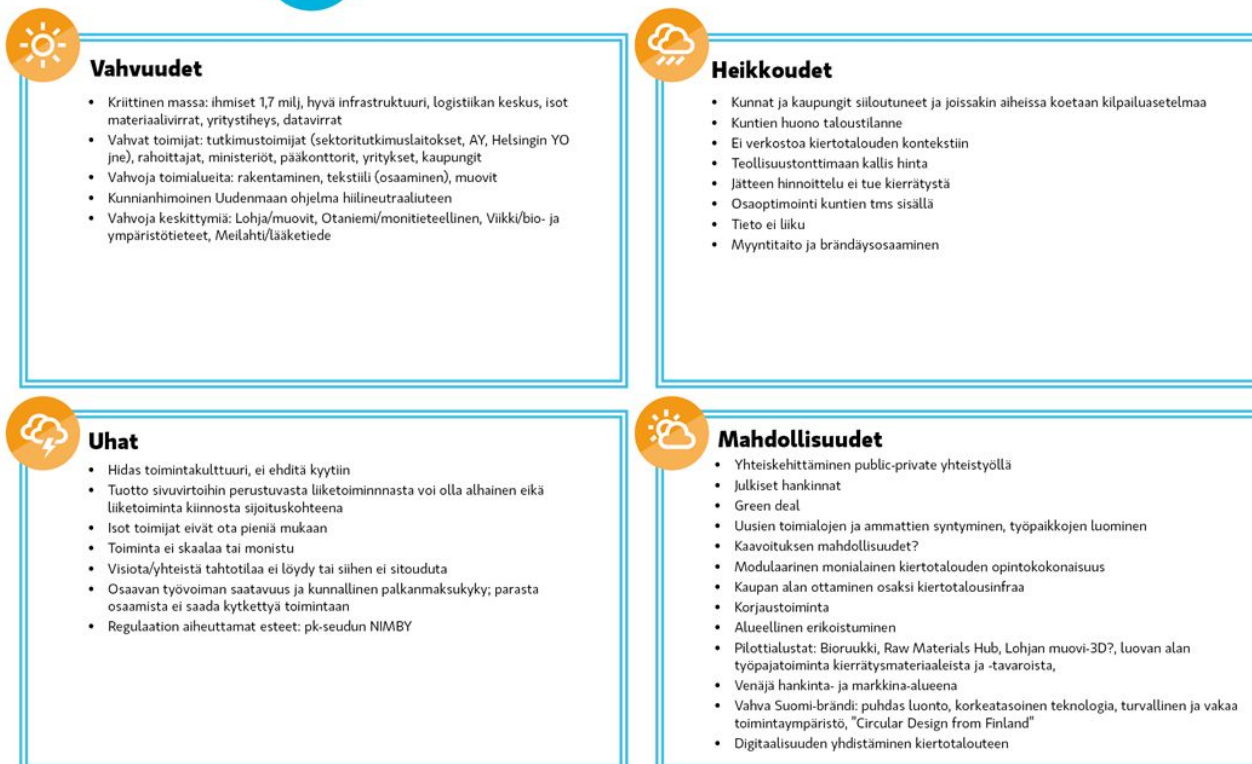 Vahvuudet
• Kriittinen massa: ihmiset 1,7 milj, hyvä infrastruktuuri, logistiikan keskus, isot
materiaalivirrat, yritystiheys, datavirrat
• Vahvat toimijat: tutkimustoimijat (sektoritutkimuslaitokset, AY, Helsingin YO
jne), rahoittajat, ministeriöt, pääkonttorit, yritykset, kaupungit
• Vahvoja toimialueita: rakentaminen, tekstiili (osaaminen), muovit
• Kunnianhimoinen Uudenmaan ohjelma hiilineutraaliuteen
• Vahvoja keskittymiä: Lohja/muovit, Otaniemi/monitieteellinen, Viikki/bio- ja
ympäristötieteet, Meilahti/lääketiede
Heikkoudet
• Kunnat ja kaupungit siiloutuneet ja joissakin aiheissa koetaan kilpailuasetelmaa
• Kuntien huono taloustilanne
• Ei verkostoa kiertotalouden kontekstiin
• Teollisuustonttimaan kallis hinta
• Jätteen hinnoittelu ei tue kierrätystä
• Osaoptimointi kuntien tms sisällä
• Tieto ei liiku
• Myyntitaito ja brändäysosaaminen
Uhat
• Hidas toimintakulttuuri, ei ehditä kyytiin
• Tuotto sivuvirtoihin perustuvasta liiketoiminnnasta voi olla alhainen eikä
liiketoiminta kiinnosta sijoituskohteena
• Isot toimijat eivät ota pieniä mukaan
• Toiminta ei skaalaa tai monistu
• Visiota/yhteistä tahtotilaa ei löydy tai siihen ei sitouduta
• Osaavan työvoiman saatavuus ja kunnallinen palkanmaksukyky; parasta
osaamista ei saada kytkettyä toimintaan
• Regulaation aiheuttamat esteet: pk-seudun NIMBY
Mahdollisuudet
• Yhteiskehittäminen public-private yhteistyöllä
• Julkiset hankinnat
• Green deal
• Uusien toimialojen ja ammattien syntyminen, työpaikkojen luominen
• Kaavoituksen mahdollisuudet?
• Modulaarinen monialainen kiertotalouden opintokokonaisuus
• Kaupan alan ottaminen osaksi kiertotalousinfraa
• Korjaustoiminta
• Alueellinen erikoistuminen
• Pilottialustat: Bioruukki, Raw Materials Hub, Lohjan muovi-3D?, luovan alan
työpajatoiminta kierrätysmateriaaleista ja -tavaroista,
• Venäjä hankinta- ja markkina-alueena
• Vahva Suomi-brändi: puhdas luonto, korkeatasoinen teknologia, turvallinen ja vakaa
toimintaympäristö, "Circular Design from Finland"
• Digitaalisuuden yhdistäminen kiertotalouteen